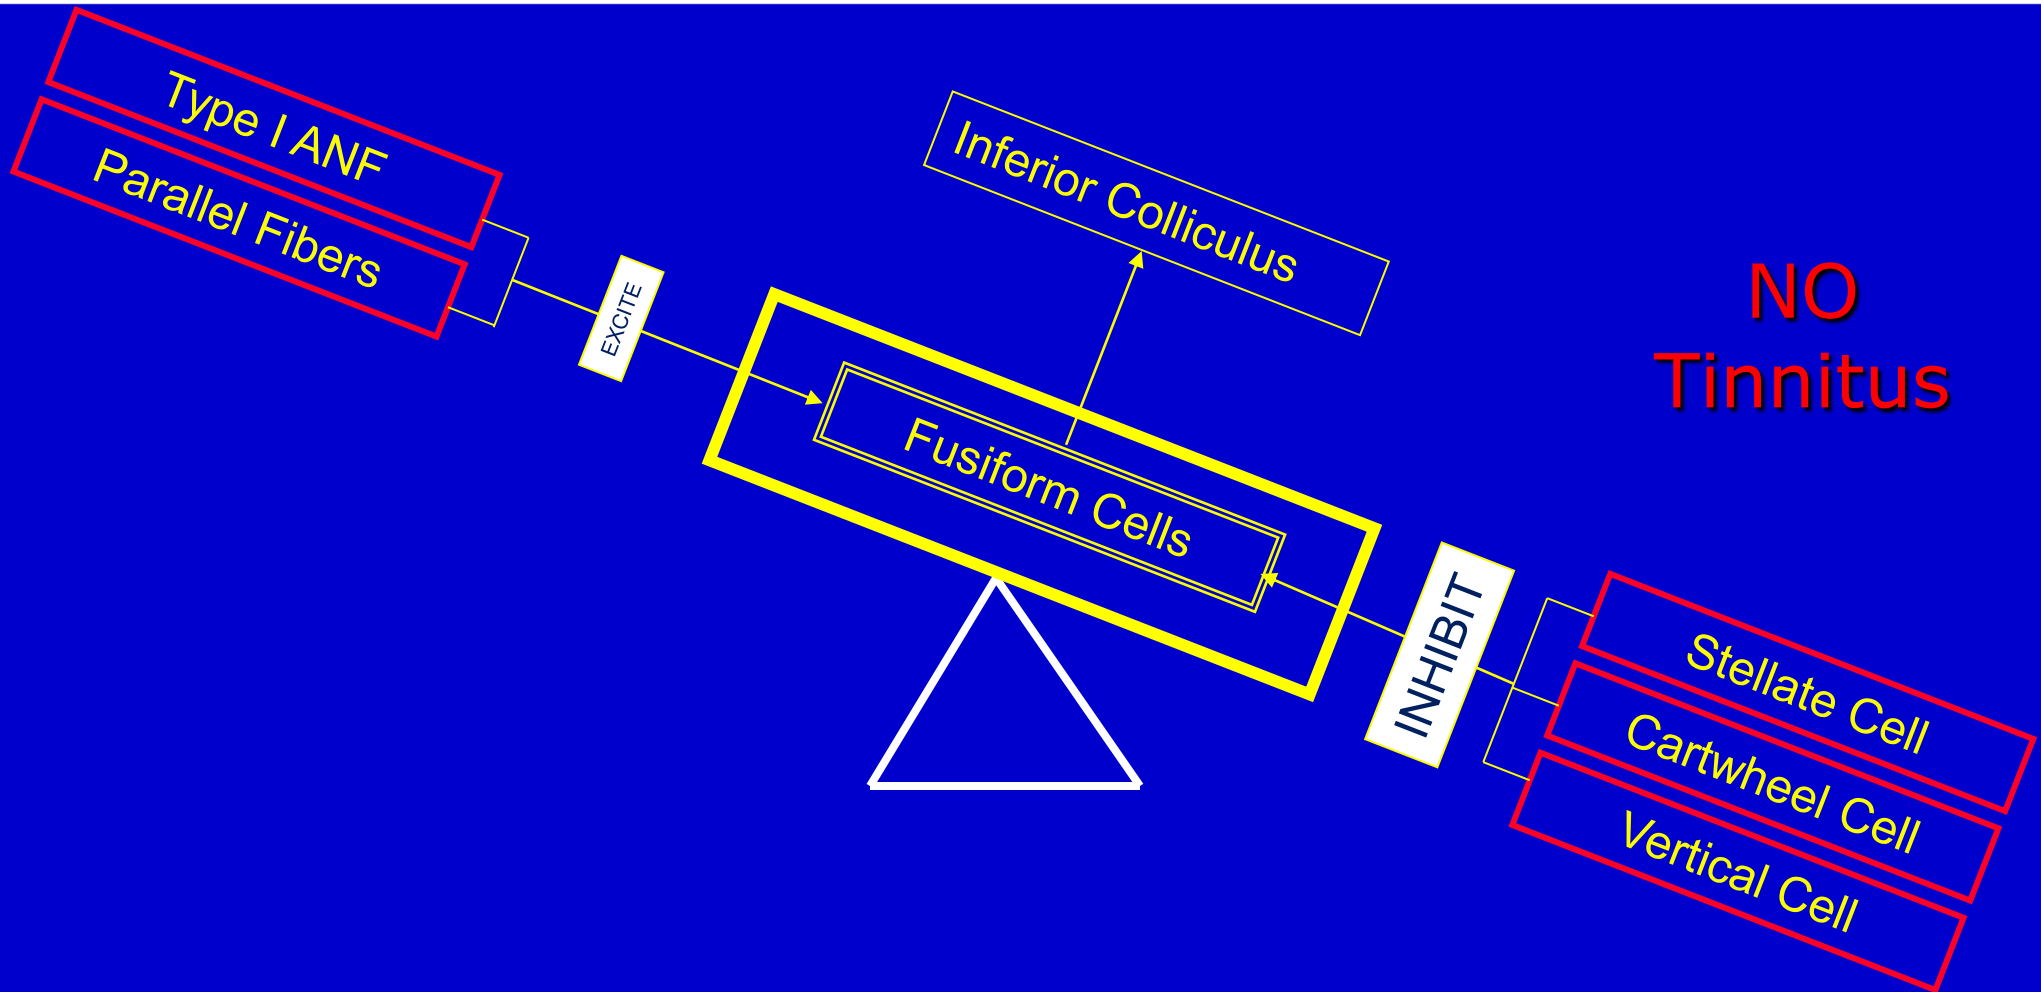 Type I ANF
Parallel Fibers
EXCITE
Inferior Colliculus
Fusiform Cells
NO
Tinnitus
INHIBIT
Stellate Cell
Cartwheel Cell
Vertical Cell